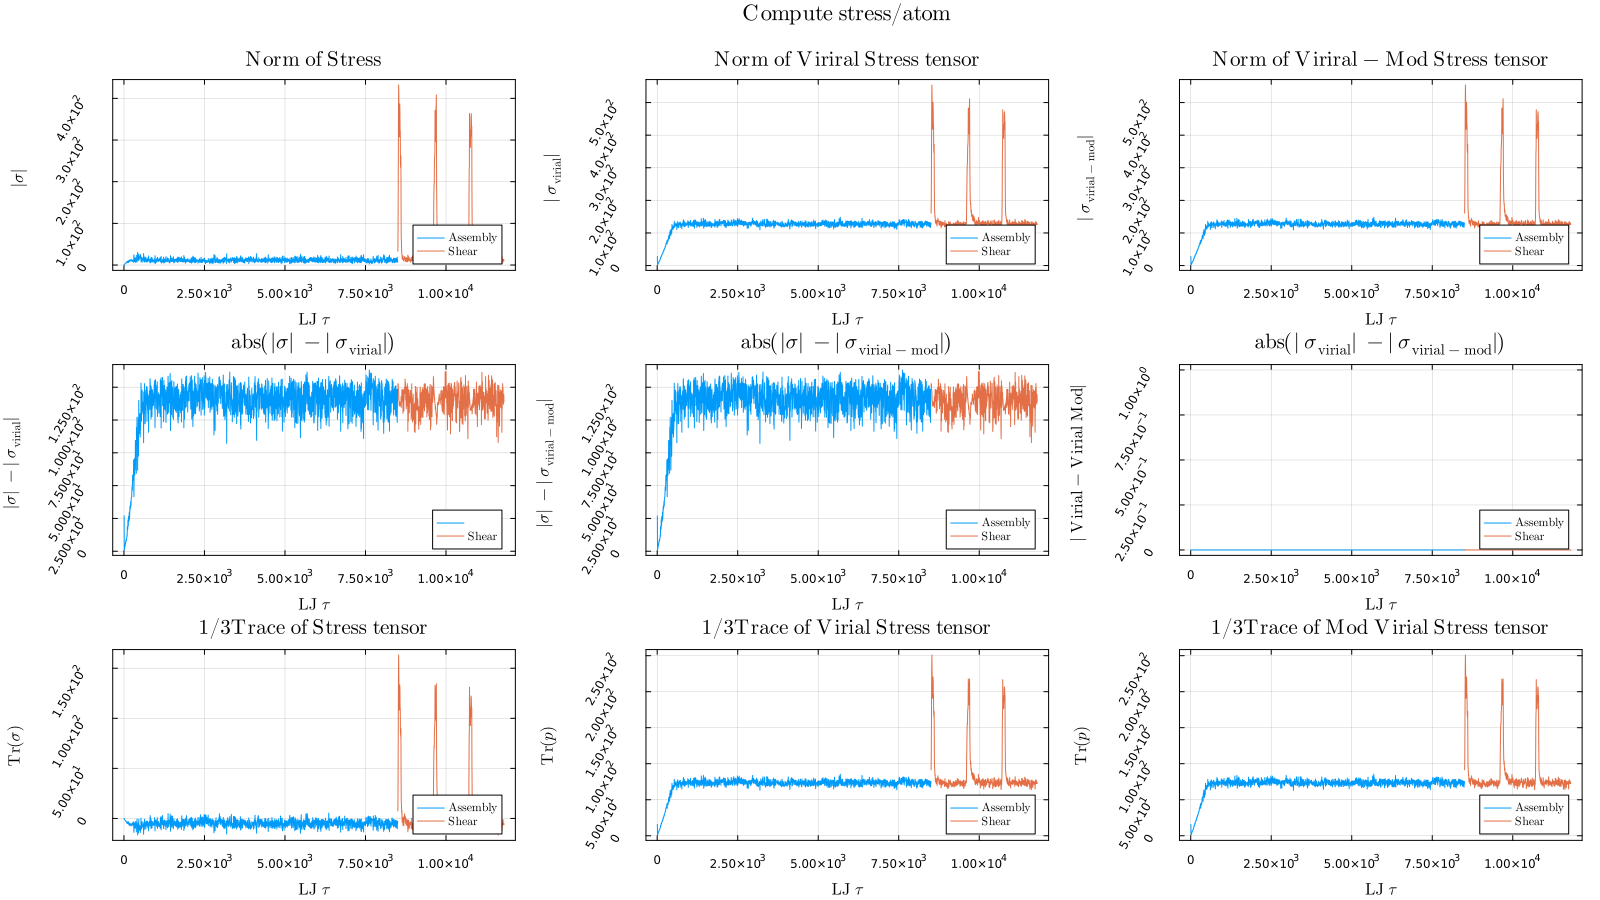 Compute stress/atom
Norm of Stress
Norm of Viriral Stress tensor
Norm of Viriral − Mod Stress tensor
|σ|
4.0×10²
3.0×10²
2.0×10²
1.0×10²
0
Assembly
Shear
0 2.50×10³ 5.00×10³ 7.50×10³ 1.00×10⁴
LJ τ
|σ_virial|
5.0×10²
4.0×10²
3.0×10²
2.0×10²
1.0×10²
0
Assembly
Shear
0 2.50×10³ 5.00×10³ 7.50×10³ 1.00×10⁴
LJ τ
|σ_virial−mod|
5.0×10²
4.0×10²
3.0×10²
2.0×10²
1.0×10²
0
Assembly
Shear
0 2.50×10³ 5.00×10³ 7.50×10³ 1.00×10⁴
LJ τ
abs(|σ| −|σ_virial|)
abs(|σ| −|σ_virial−mod|)
abs(|σ_virial| −|σ_virial−mod|)
|σ| −|σ_virial|
1.250×10²
1.000×10²
7.500×10¹
5.000×10¹
2.500×10¹
0
Shear
0 2.50×10³ 5.00×10³ 7.50×10³ 1.00×10⁴
LJ τ
|σ| −|σ_virial−mod|
1.250×10²
1.000×10²
7.500×10¹
5.000×10¹
2.500×10¹
0
Assembly
Shear
0 2.50×10³ 5.00×10³ 7.50×10³ 1.00×10⁴
LJ τ
|Virial − Virial Mod|
1.00×10⁰
7.50×10⁻¹
5.00×10⁻¹
2.50×10⁻¹
0
Assembly
Shear
0 2.50×10³ 5.00×10³ 7.50×10³ 1.00×10⁴
LJ τ
1/3Trace of Stress tensor
1/3Trace of Virial Stress tensor
1/3Trace of Mod Virial Stress tensor
Tr(σ)
1.50×10²
1.00×10²
5.00×10¹
0
Assembly
Shear
0 2.50×10³ 5.00×10³ 7.50×10³ 1.00×10⁴
LJ τ
Tr(p)
2.50×10²
2.00×10²
1.50×10²
1.00×10²
5.00×10¹
0
Assembly
Shear
0 2.50×10³ 5.00×10³ 7.50×10³ 1.00×10⁴
LJ τ
Tr(p)
2.50×10²
2.00×10²
1.50×10²
1.00×10²
5.00×10¹
0
Assembly
Shear
0 2.50×10³ 5.00×10³ 7.50×10³ 1.00×10⁴
LJ τ